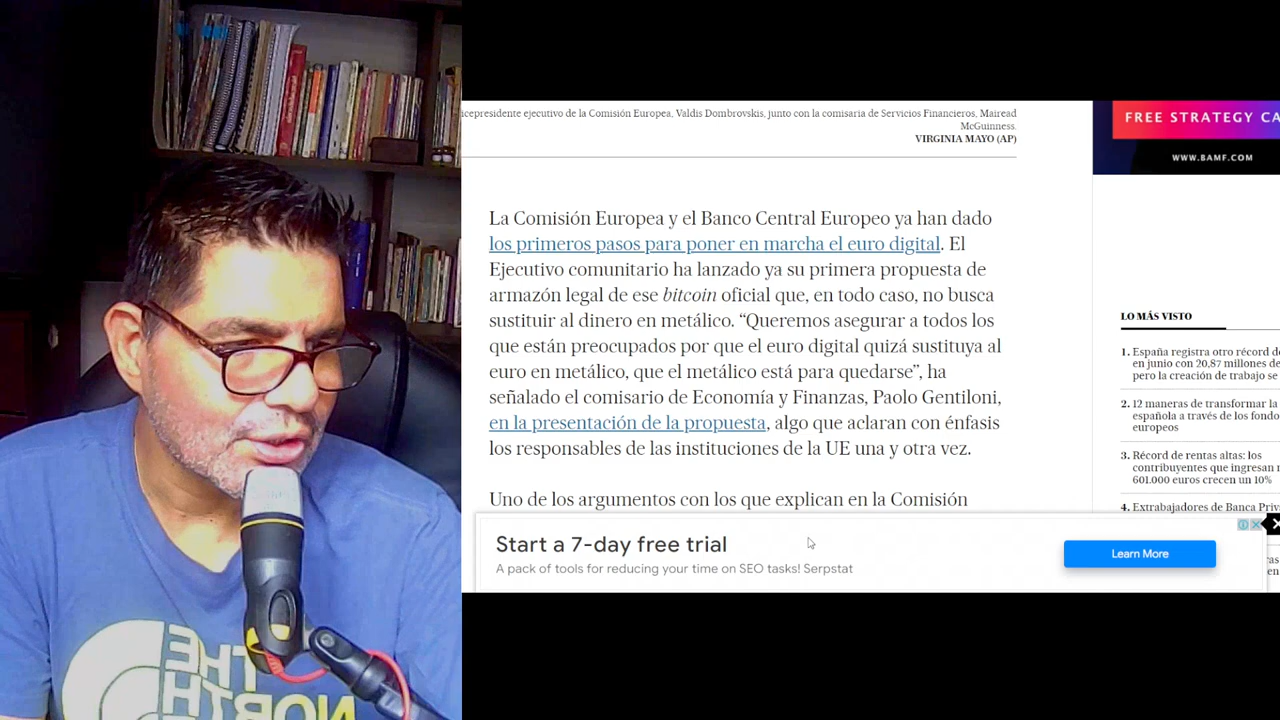 vicepresidente ejecutivo de la Comisión Europea, Valdis Dombrovskis, junto con la comisaria de Servicios Financieros, Mairead
McGuinness.
VIRGINIA MAYO (AP)
La Comisión Europea y el Banco Central Europeo ya han dado
los primeros pasos para poner en marcha el euro digital. El
Ejecutivo comunitario ha lanzado ya su primera propuesta de
armazón legal de ese bitcoin oficial que, en todo caso, no busca
sustituir al dinero en metálico. “Queremos asegurar a todos los
que están preocupados por que el euro digital quizá sustituya al
euro en metálico, que el metálico está para quedarse”, ha
señalado el comisario de Economía y Finanzas, Paolo Gentiloni,
en la presentación de la propuesta, algo que aclaran con énfasis
los responsables de las instituciones de la UE una y otra vez.
Uno de los argumentos con los que explican en la Comisión
FREE STRATEGY CA
WWW.BAMF.COM
LO MÁS VISTO
1. España registra otro récord d
en junio con 20,87 millones de
pero la creación de trabajo se
2. 12 maneras de transformar la
española a través de los fondo
europeos
3. Récord de rentas altas: los
contribuyentes que ingresan
601.000 euros crecen un 10%
4. Extrabajadores de Banca Priv
Start a 7-day free trial
A pack of tools for reducing your time on SEO tasks! Serpstat
Learn More
THE
NORTH